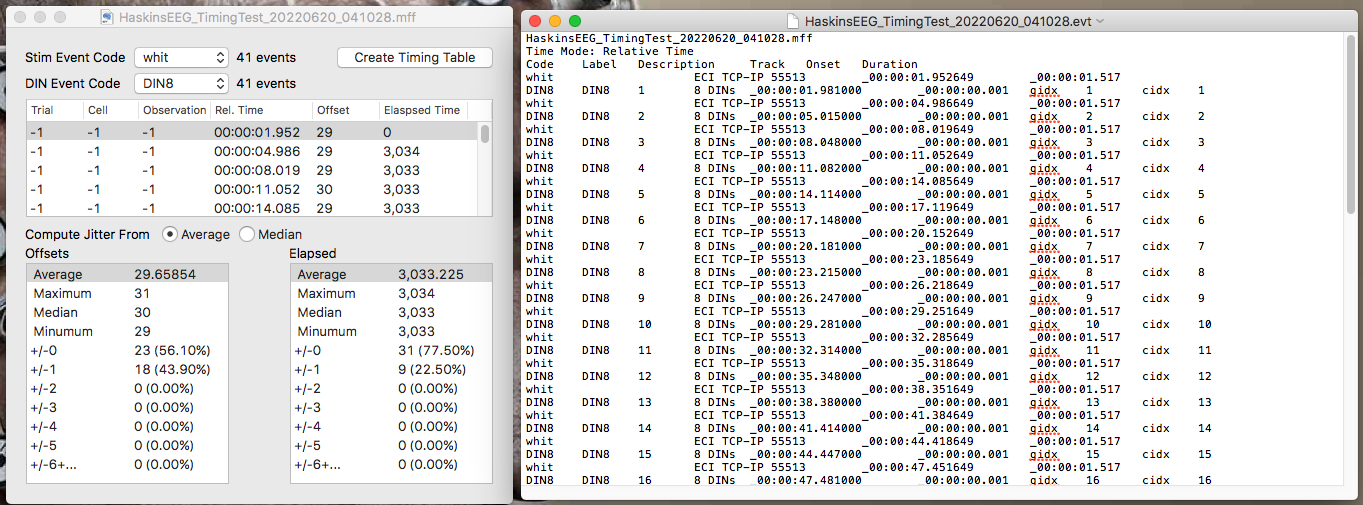 HaskinsEEG_TimingTest_20220620_041028.mff
Stim Event Code whit 41 events Create Timing Table
DIN Event Code DIN8 41 events
Trial Cell Observation Rel. Time Offset Elaspsed Time
-1 -1 -1 00:00:01.952 29 0
-1 -1 -1 00:00:04.986 29 3,034
-1 -1 -1 00:00:08.019 29 3,033
-1 -1 -1 00:00:11.052 30 3,033
-1 -1 -1 00:00:14.085 29 3,033
Compute Jitter From Average Median
Offsets
Average 29.65854
Maximum 31
Median 30
Minumum 29
+/-0 23 (56.10%)
+/-1 18 (43.90%)
+/-2 0 (0.00%)
+/-3 0 (0.00%)
+/-4 0 (0.00%)
+/-5 0 (0.00%)
+/-6+... 0 (0.00%)
Elapsed
Average 3,033.225
Maximum 3,034
Median 3,033
Minumum 3,033
+/-0 31 (77.50%)
+/-1 9 (22.50%)
+/-2 0 (0.00%)
+/-3 0 (0.00%)
+/-4 0 (0.00%)
+/-5 0 (0.00%)
+/-6+... 0 (0.00%)
HaskinsEEG_TimingTest_20220620_041028.evt
HaskinsEEG_TimingTest_20220620_041028.mff
Time Mode: Relative Time
Code Label Description Track Onset Duration
whit ECI TCP-IP 55513 _00:00:01.952649 _00:00:01.517
DIN8 DIN8 1 8 DINs _00:00:01.981000 _00:00:00.001 gidx 1 cidx 1
whit ECI TCP-IP 55513 _00:00:04.986649 _00:00:01.517
DIN8 DIN8 2 8 DINs _00:00:05.015000 _00:00:00.001 gidx 2 cidx 2
whit ECI TCP-IP 55513 _00:00:08.019649 _00:00:01.517
DIN8 DIN8 3 8 DINs _00:00:08.048000 _00:00:00.001 gidx 3 cidx 3
whit ECI TCP-IP 55513 _00:00:11.052649 _00:00:01.517
DIN8 DIN8 4 8 DINs _00:00:11.082000 _00:00:00.001 gidx 4 cidx 4
whit ECI TCP-IP 55513 _00:00:14.085649 _00:00:01.517
DIN8 DIN8 5 8 DINs _00:00:14.114000 _00:00:00.001 gidx 5 cidx 5
whit ECI TCP-IP 55513 _00:00:17.119649 _00:00:01.517
DIN8 DIN8 6 8 DINs _00:00:17.148000 _00:00:00.001 gidx 6 cidx 6
whit ECI TCP-IP 55513 _00:00:20.152649 _00:00:01.517
DIN8 DIN8 7 8 DINs _00:00:20.181000 _00:00:00.001 gidx 7 cidx 7
whit ECI TCP-IP 55513 _00:00:23.185649 _00:00:01.517
DIN8 DIN8 8 8 DINs _00:00:23.215000 _00:00:00.001 gidx 8 cidx 8
whit ECI TCP-IP 55513 _00:00:26.218649 _00:00:01.517
DIN8 DIN8 9 8 DINs _00:00:26.247000 _00:00:00.001 gidx 9 cidx 9
whit ECI TCP-IP 55513 _00:00:29.251649 _00:00:01.517
DIN8 DIN8 10 8 DINs _00:00:29.281000 _00:00:00.001 gidx 10 cidx 10
whit ECI TCP-IP 55513 _00:00:32.285649 _00:00:01.517
DIN8 DIN8 11 8 DINs _00:00:32.314000 _00:00:00.001 gidx 11 cidx 11
whit ECI TCP-IP 55513 _00:00:35.318649 _00:00:01.517
DIN8 DIN8 12 8 DINs _00:00:35.348000 _00:00:00.001 gidx 12 cidx 12
whit ECI TCP-IP 55513 _00:00:38.351649 _00:00:01.517
DIN8 DIN8 13 8 DINs _00:00:38.380000 _00:00:00.001 gidx 13 cidx 13
whit ECI TCP-IP 55513 _00:00:41.384649 _00:00:01.517
DIN8 DIN8 14 8 DINs _00:00:41.414000 _00:00:00.001 gidx 14 cidx 14
whit ECI TCP-IP 55513 _00:00:44.418649 _00:00:01.517
DIN8 DIN8 15 8 DINs _00:00:44.447000 _00:00:00.001 gidx 15 cidx 15
whit ECI TCP-IP 55513 _00:00:47.451649 _00:00:01.517
DIN8 DIN8 16 8 DINs _00:00:47.481000 _00:00:00.001 gidx 16 cidx 16